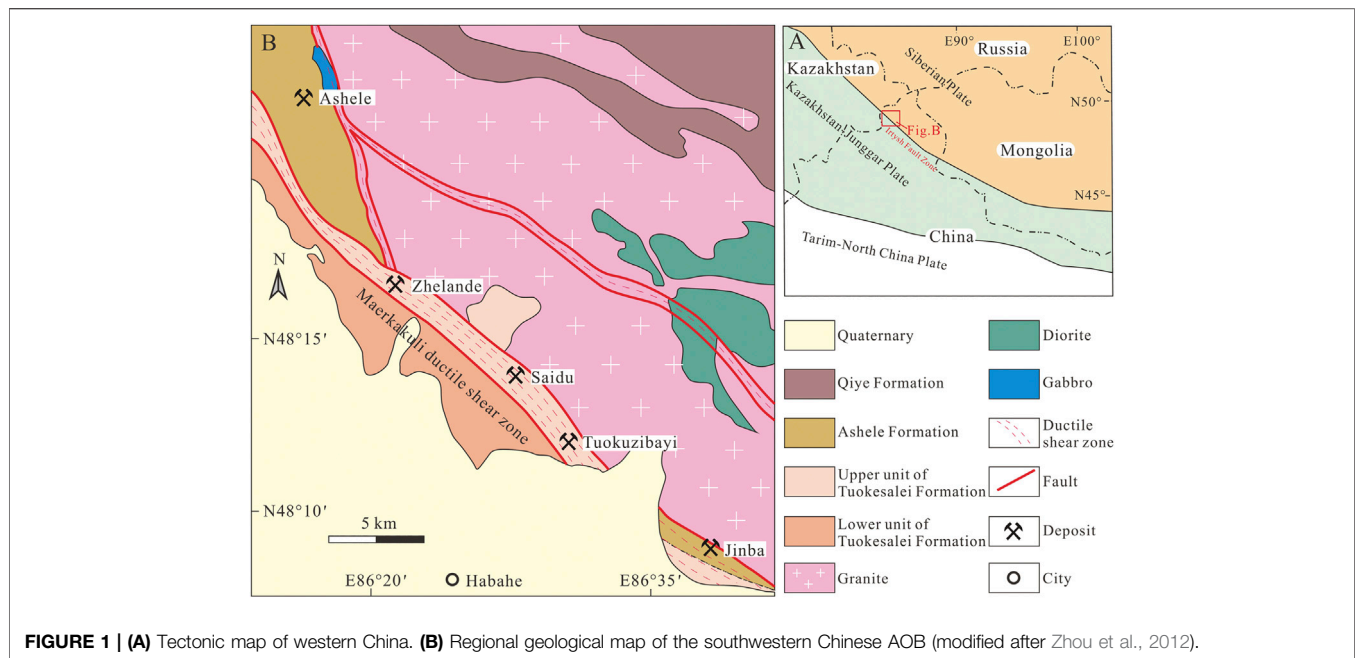 B
Ashele
N
Zhelande
Maerkakuli ductile shear zone
N48°15′
Saidu
Tuokuzibayi
N48°10′
5 km
Jinba
E86°20′
Habahe
E86°35′
A
E90°
E100°
Russia
Kazakhstan
Siberian Plate
N50°
Fig.B
Kazakhstan-Junggar Plate
Irtysh Fault Zone
Mongolia
N45°
China
Tarim-North China Plate
Quaternary
Diorite
Qiye Formation
Gabbro
Ashele Formation
Ductile
shear zone
Upper unit of
Tuokesalei Formation
Fault
Lower unit of
Tuokesalei Formation
Deposit
Granite
City
FIGURE 1 | (A) Tectonic map of western China. (B) Regional geological map of the southwestern Chinese AOB (modified after Zhou et al., 2012).